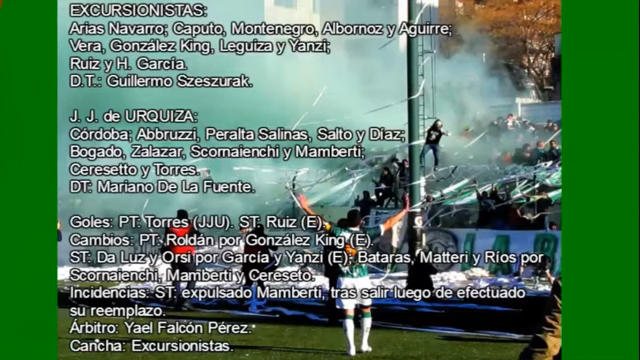 EXCURSIONISTAS:
Arias Navarro; Caputo, Montenegro, Albornoz y Aguirre;
Vera, González King, Leguiza y Yanzi;
Ruiz y H. García.
D.T.: Guillermo Szeszurak.
J. J. de URQUIZA:
Córdoba; Abbruzzi, Peralta Salinas, Salto y Díaz;
Bogado, Zalazar, Scornaienchi y Mamberti;
Ceresetto y Torres.
DT: Mariano De La Fuente.
Goles: PT. Torres (JJU). ST. Ruiz (E).
Cambios: PT. Roldán por González King (E).
ST: Da Luz y Orsi por García y Yanzi (E); Bataras, Matteri y Ríos por
Scornaienchi, Mamberti y Cereseto.
Incidencias: ST: expulsado Mamberti, tras salir luego de efectuado
su reemplazo.
Árbitro: Yael Falcón Pérez.
Cancha: Excursionistas.